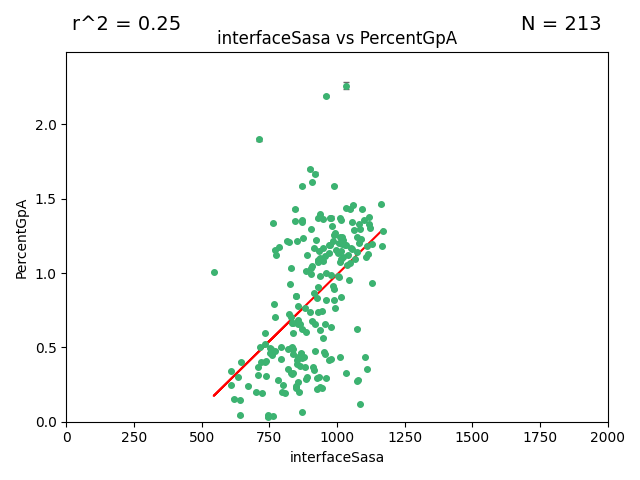 r^2 = 0.25
N = 213
interfaceSasa vs PercentGpA
PercentGpA
2.0
1.5
1.0
0.5
0.0
0
250
500
750
1000
1250
1500
1750
2000
interfaceSasa